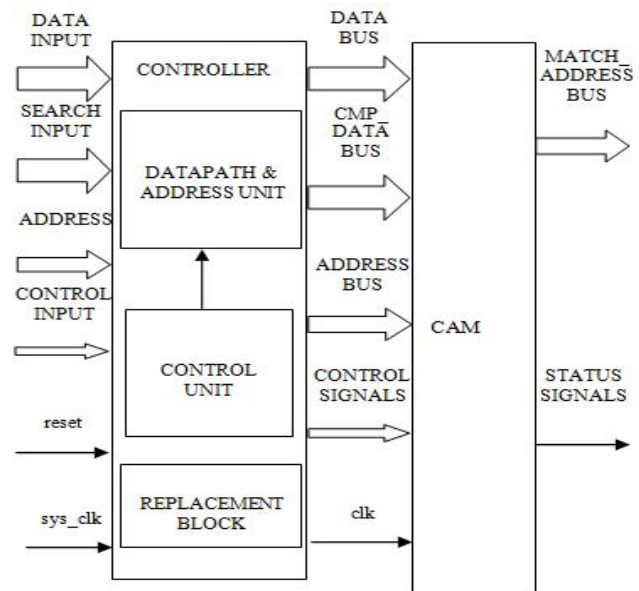 DATA
INPUT
SEARCH
INPUT
ADDRESS
CONTROL
INPUT
reset
sys_clk
CONTROLLER
DATAPATH &
ADDRESS UNIT
CONTROL
UNIT
REPLACEMENT
BLOCK
DATA
BUS
CMP_
DATA
BUS
ADDRESS
BUS
CONTROL
SIGNALS
clk
CAM
MATCH_
ADDRESS
BUS
STATUS
SIGNALS